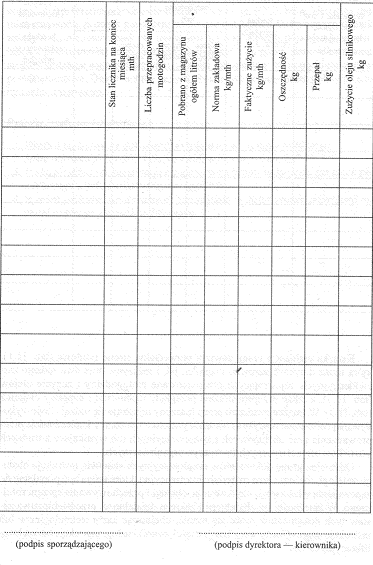 Stan licznika na koniec
miesiąca
mth
Liczba przepracowanych
motogodzin
Pobrano z magazynu
ogółem litrów
Norma zakładowa
kg/mth
Faktyczne zużycie
kg/mth
Oszczędność
kg
Przepał
kg
Zużycie oleju silnikowego
kg
(podpis sporządzającego)
(podpis dyrektora — kierownika)